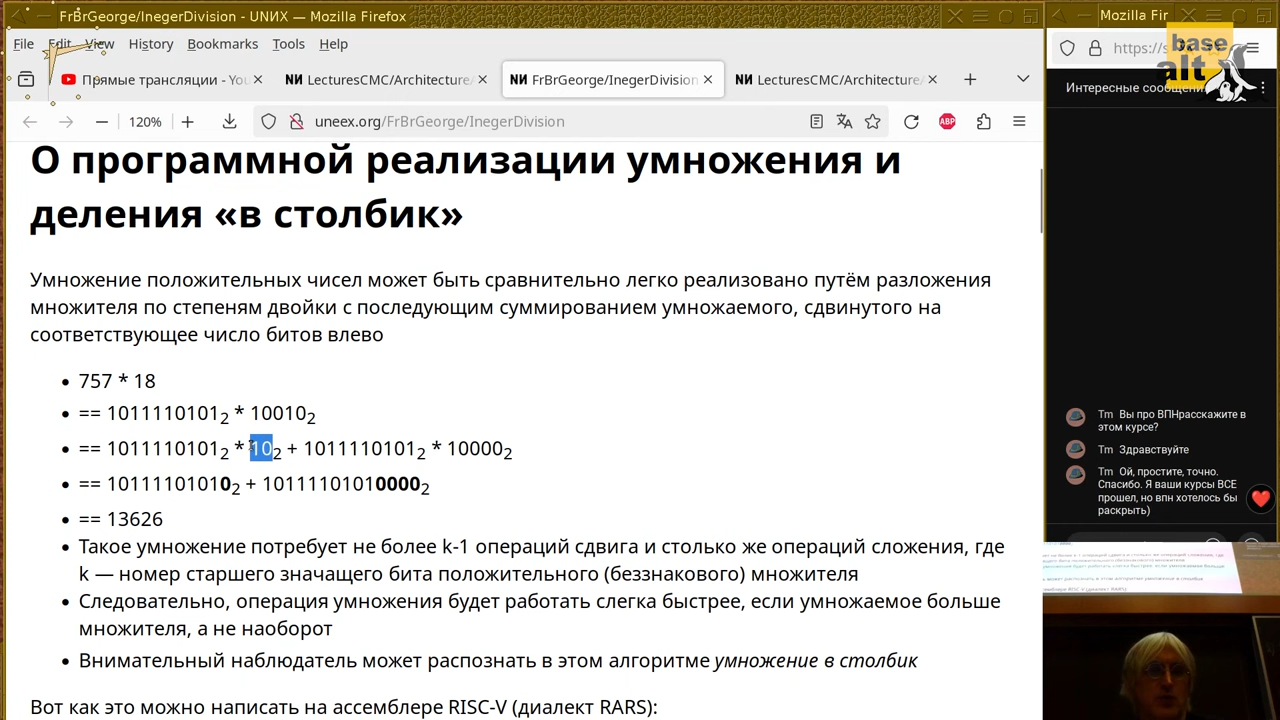 FrBrGeorge/InegerDivision - UNИX — Mozilla Firefox
Mozilla Fir
File Edit View History Bookmarks Tools Help
https://s
base
alt
Прямые трансляции - You
LecturesCMC/Architecture
FrBrGeorge/InegerDivision
LecturesCMC/Architecture/
Интересные сообщени
120%
uneex.org/FrBrGeorge/InegerDivision
ABP
О программной реализации умножения и
деления «в столбик»
Умножение положительных чисел может быть сравнительно легко реализовано путём разложения
множителя по степеням двойки с последующим суммированием умножаемого, сдвинутого на
соответствующее число битов влево
757 * 18
== 1011110101₂ * 10010₂
== 1011110101₂ * 10₂ + 1011110101₂ * 10000₂
== 10111101010₂ + 10111101010000₂
== 13626
Такое умножение потребует не более k-1 операций сдвига и столько же операций сложения, где
k — номер старшего значащего бита положительного (беззнакового) множителя
Следовательно, операция умножения будет работать слегка быстрее, если умножаемое больше
множителя, а не наоборот
Внимательный наблюдатель может распознать в этом алгоритме умножение в столбик
Вот как это можно написать на ассемблере RISC-V (диалект RARS):
Tm Вы про ВПНрасскажите в
этом курсе?
Tm Здравствуйте
Tm Ой, простите, точно.
Спасибо. Я ваши курсы ВСЕ
прошел, но впн хотелось бы
раскрыть)